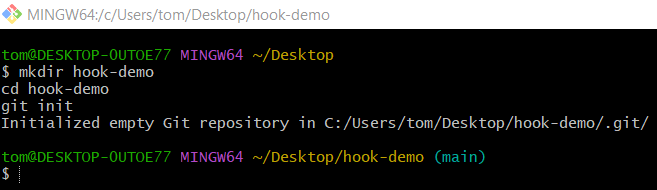 MINGW64:/c/Users/tom/Desktop/hook-demo
tom@DESKTOP-OUTOE77 MINGW64 ~/Desktop
$ mkdir hook-demo
cd hook-demo
git init
Initialized empty Git repository in C:/Users/tom/Desktop/hook-demo/.git/
tom@DESKTOP-OUTOE77 MINGW64 ~/Desktop/hook-demo (main)
$